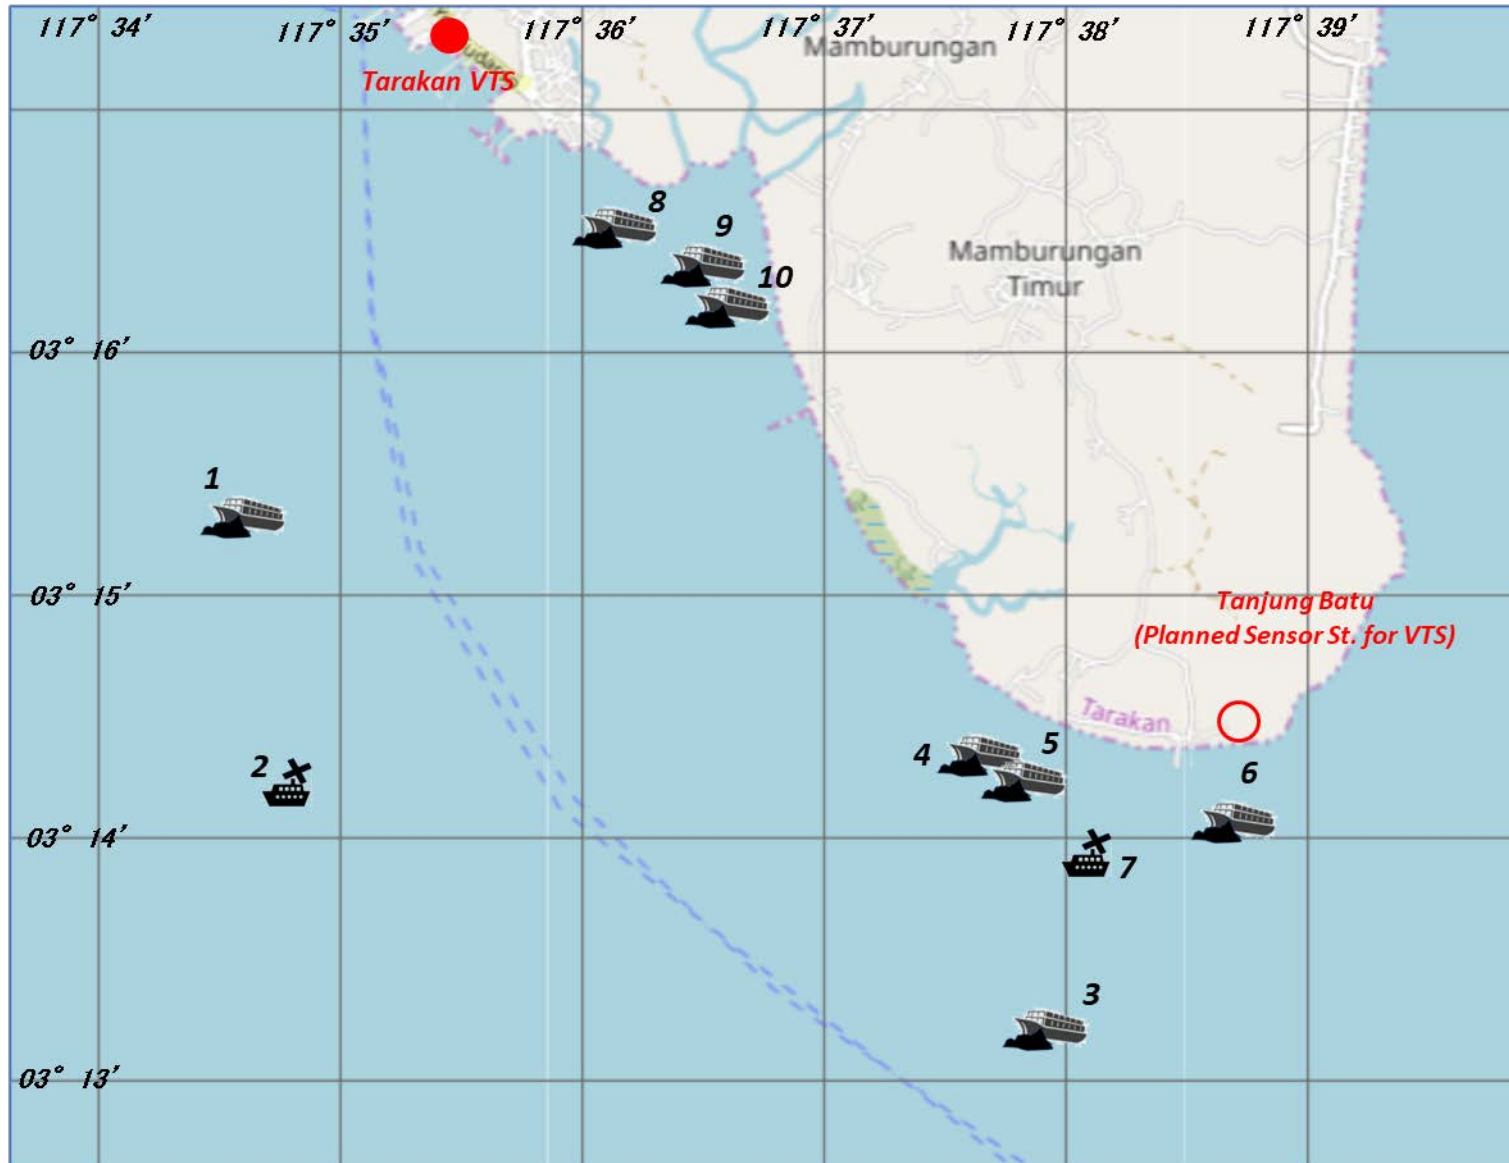 117° 34′
117° 35′
117° 36′
117° 37′
117° 38′
117° 39′
Mamburungan
Tarakan VTS
8
9
10
Mamburungan
Timur
03° 16′
1
03° 15′
Tanjung Batu
(Planned Sensor St. for VTS)
Tarakan
4
5
2
6
03° 14′
7
3
03° 13′